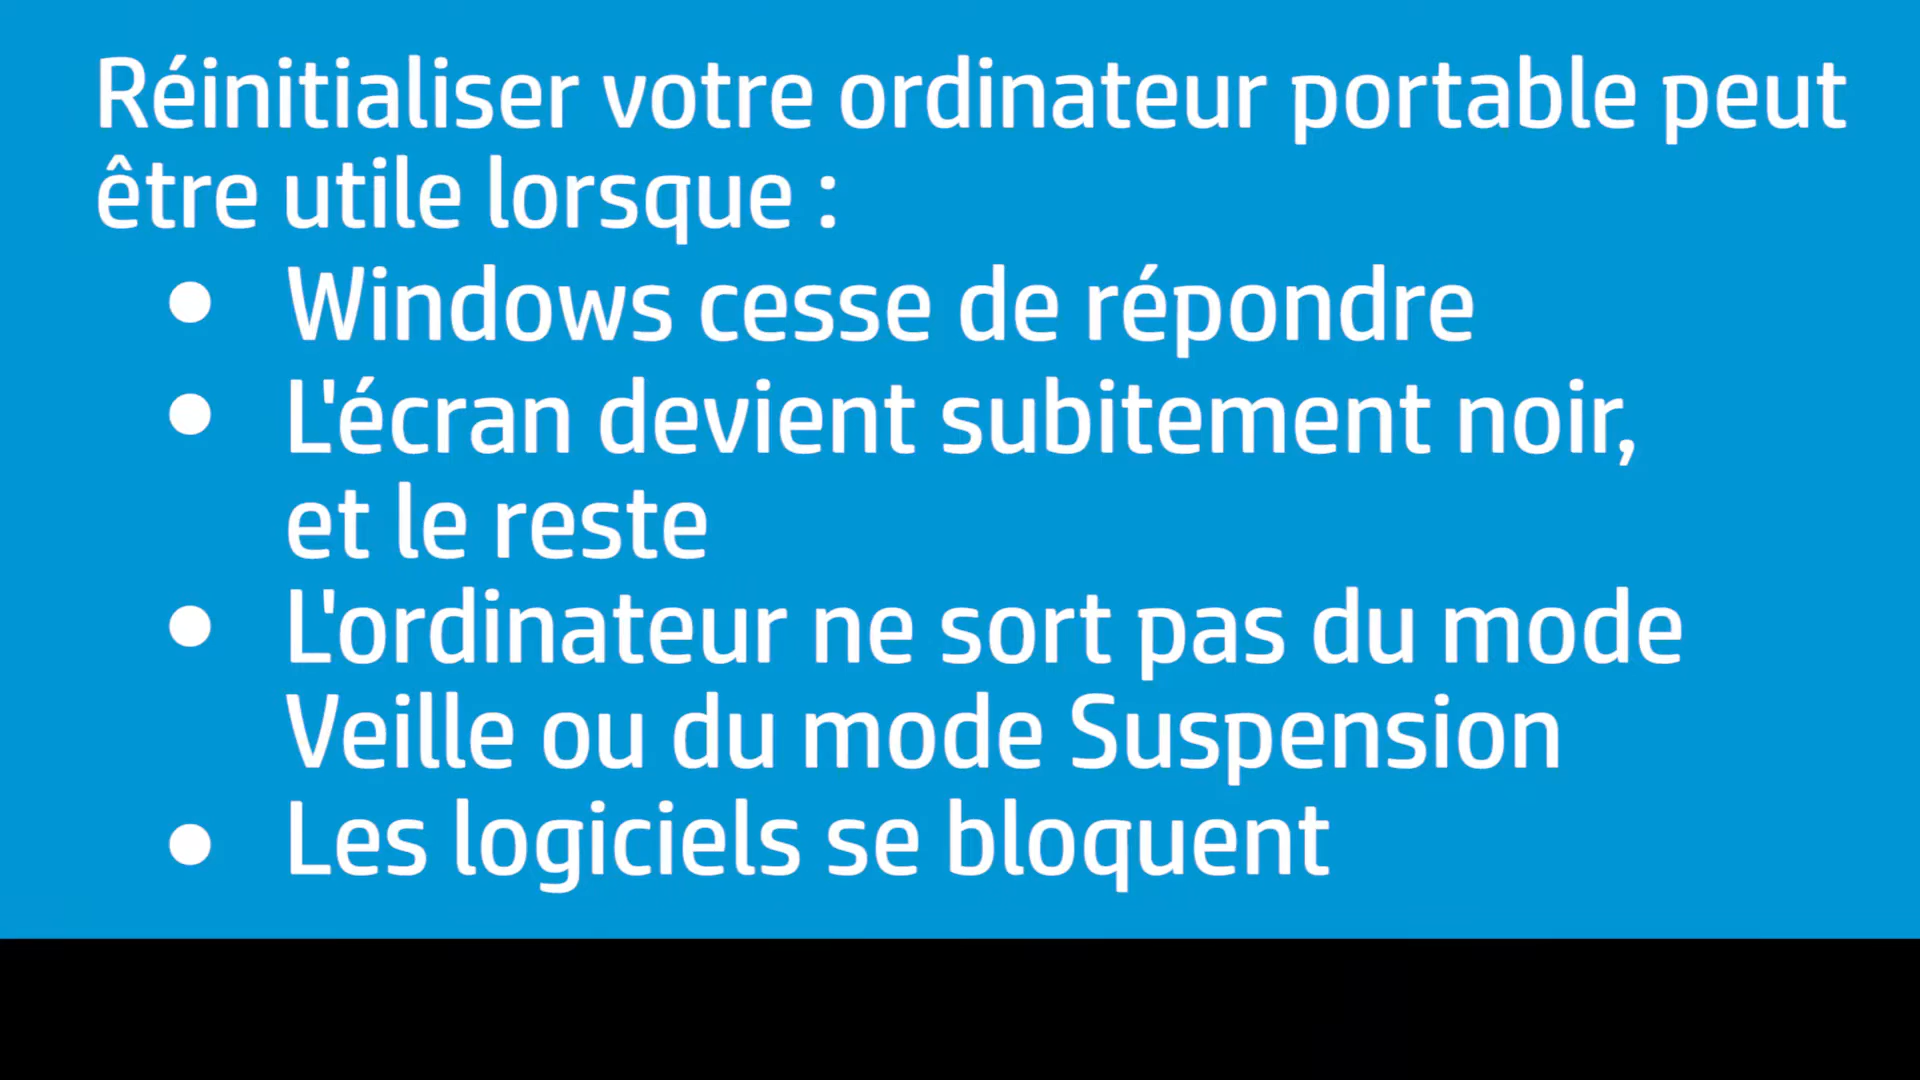 Réinitialiser votre ordinateur portable peut
être utile lorsque :
● Windows cesse de répondre
● L'écran devient subitement noir,
et le reste
● L'ordinateur ne sort pas du mode
Veille ou du mode Suspension
● Les logiciels se bloquent